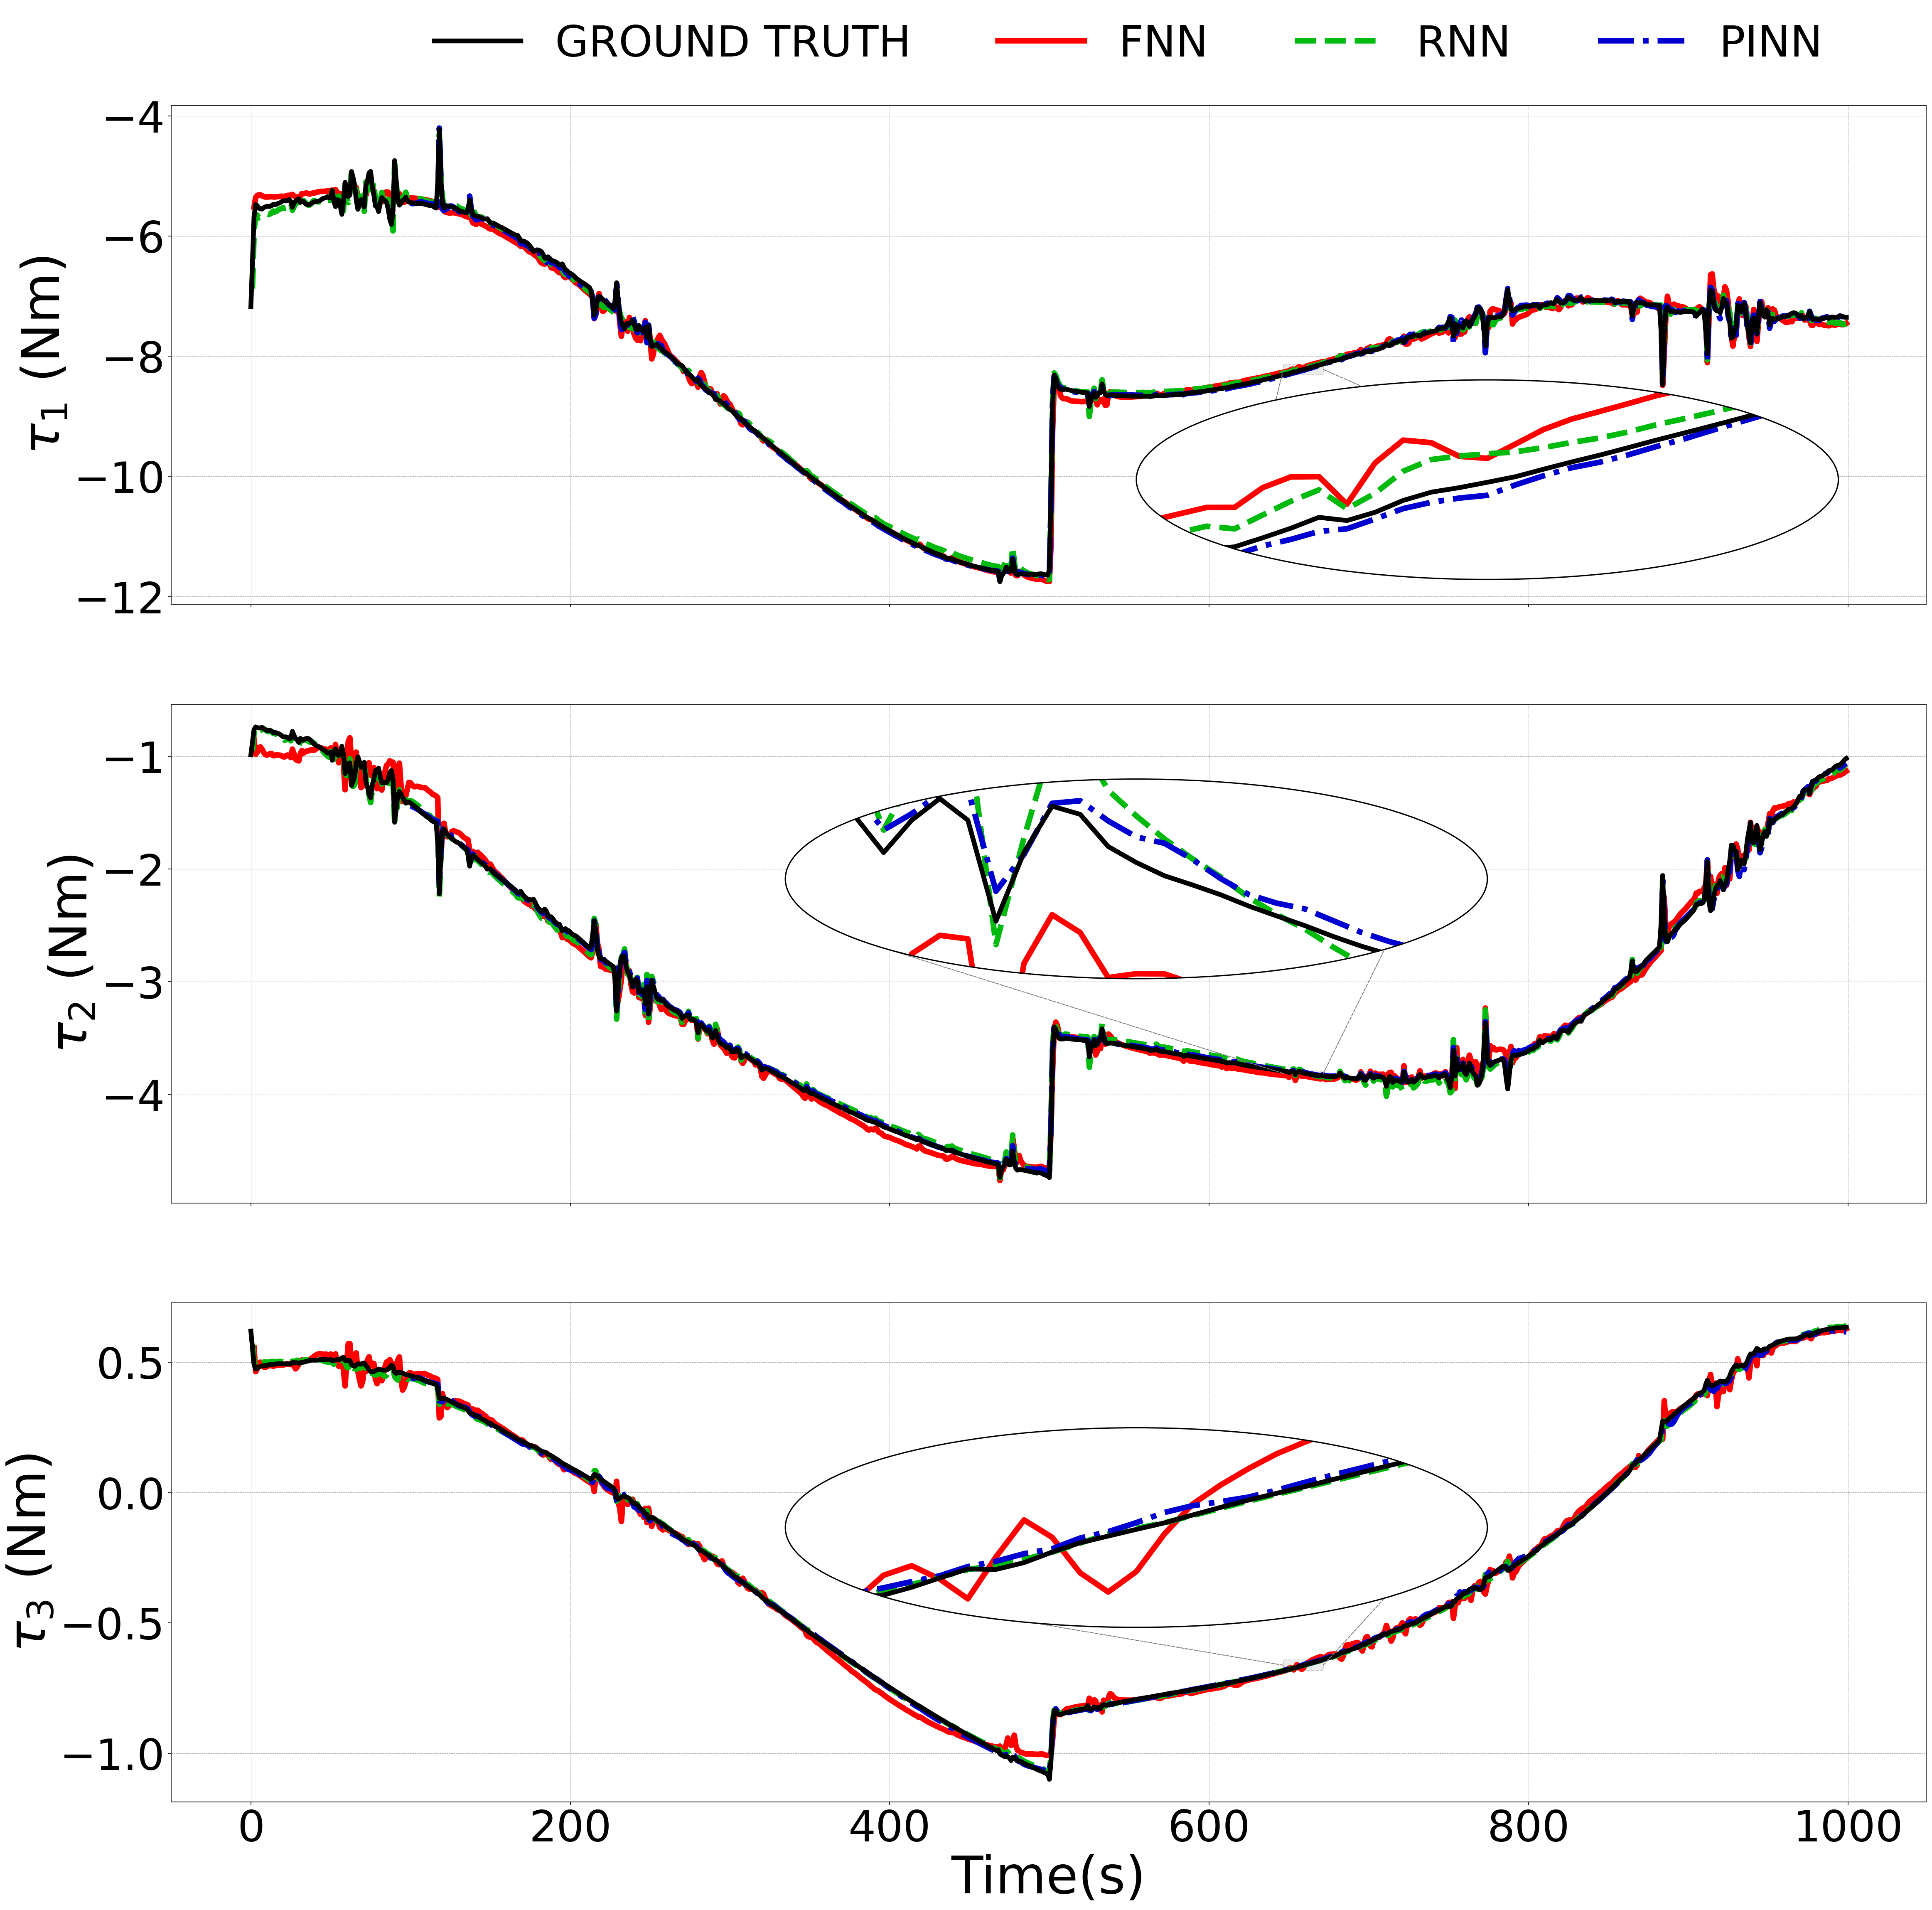 GROUND TRUTH FNN RNN PINN
−4
−6
−8
−10
−12
τ1 (Nm)
−1
−2
−3
−4
τ2 (Nm)
0.5
0.0
−0.5
−1.0
τ3 (Nm)
0 200 400 600 800 1000
Time(s)